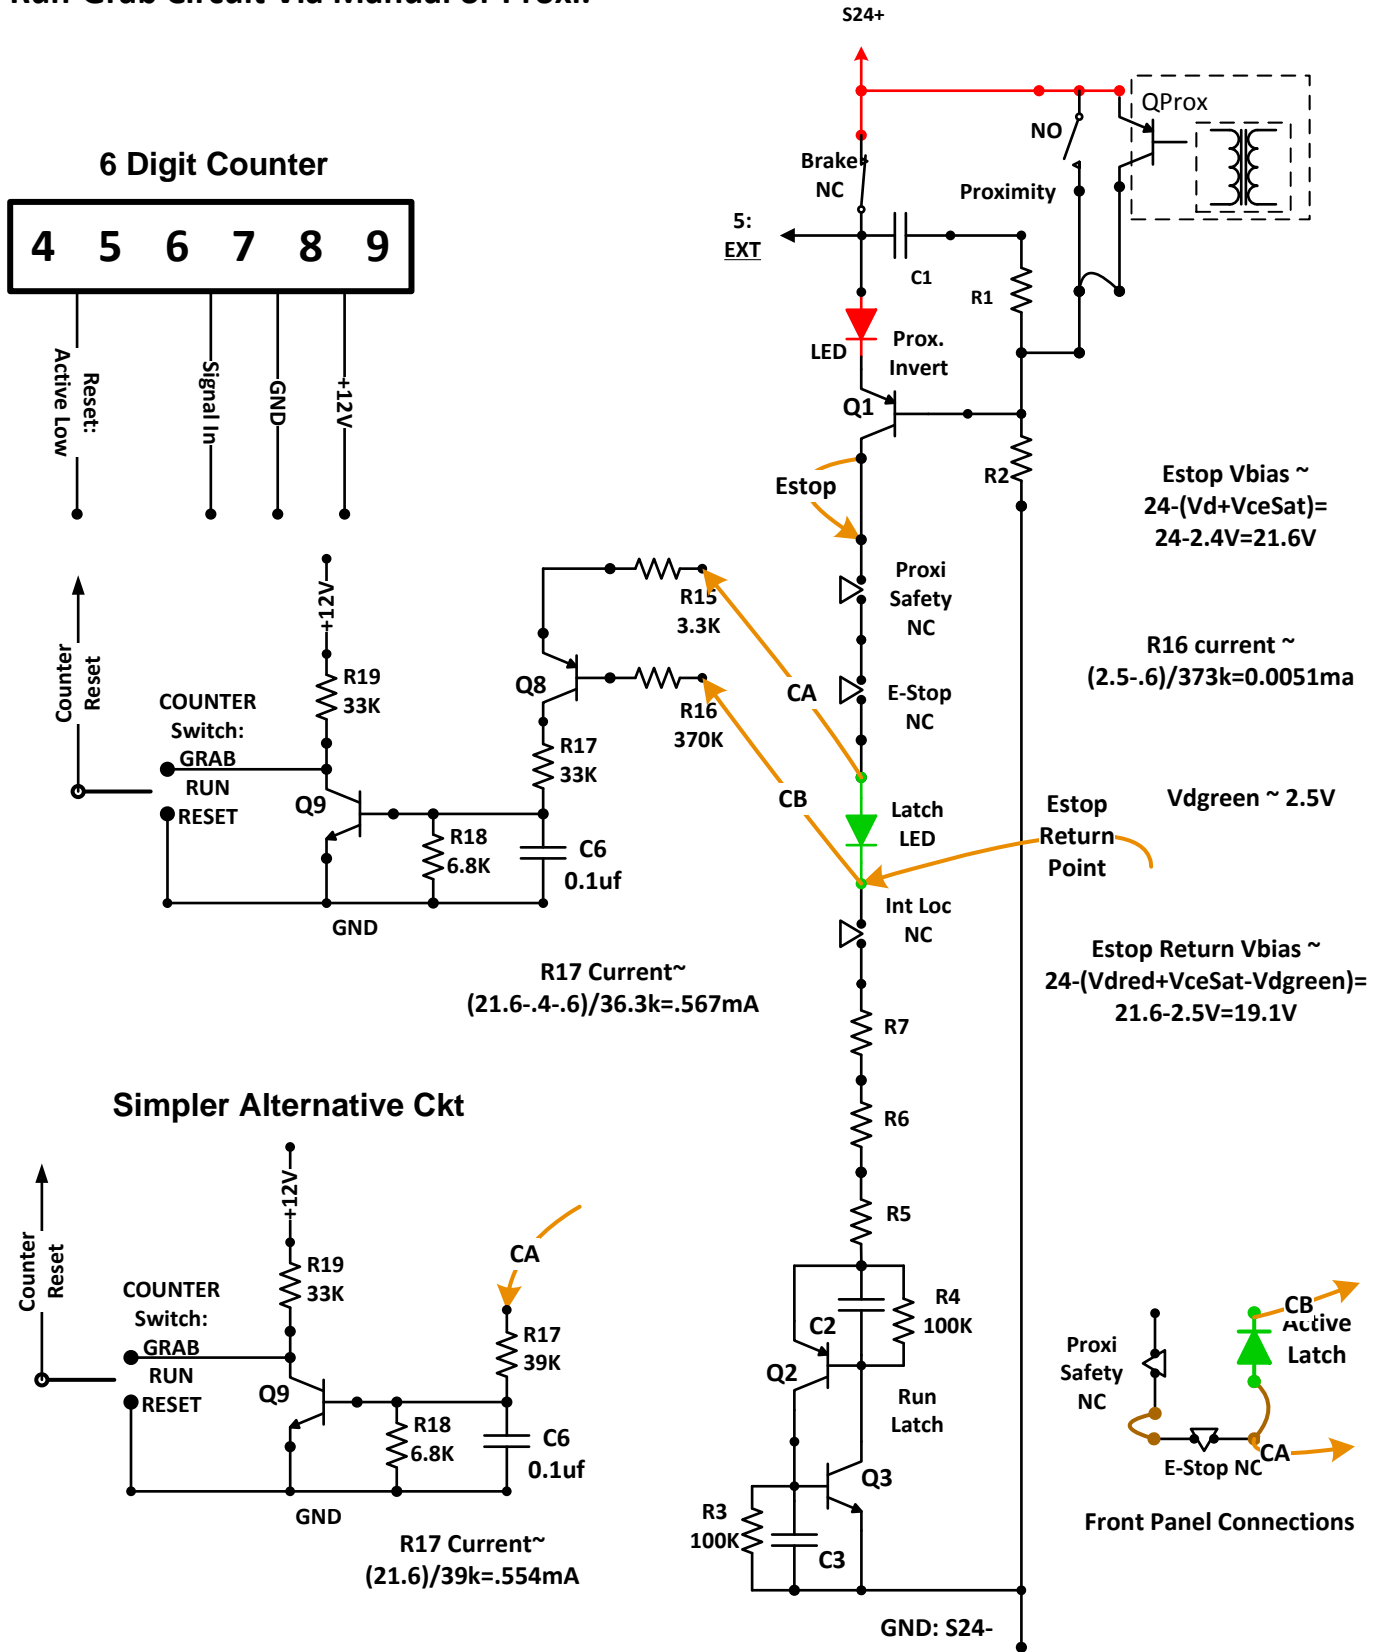 S24+
QProx
NO
Brake
NC
Proximity
6 Digit Counter
4 5 6 7 8 9
5:
EXT
C1
R1
LED
Prox.
Invert
Q1
R2
Reset:
Active Low
Signal In
GND
+12V
Estop
Estop Vbias ~
24-(Vd+VceSat)=
24-2.4V=21.6V
Proxi
Safety
NC
R15
3.3K
+12V
Counter
Reset
R19
33K
Q8
R16
370K
CA
E-Stop
NC
R16 current ~
(2.5-.6)/373k=0.0051ma
COUNTER
Switch:
GRAB
RUN
RESET
R17
33K
Q9
R18
6.8K
C6
0.1uf
GND
CB
Latch
LED
Estop
Return
Point
Vdgreen ~ 2.5V
Int Loc
NC
R17 Current~
(21.6-.4-.6)/36.3k=.567mA
Estop Return Vbias ~
24-(Vdred+VceSat-Vdgreen)=
21.6-2.5V=19.1V
R7
R6
R5
Simpler Alternative Ckt
+12V
Counter
Reset
R19
33K
CA
COUNTER
Switch:
GRAB
RUN
RESET
R17
39K
Q9
R18
6.8K
C6
0.1uf
GND
R17 Current~
(21.6)/39k=.554mA
C2
R4
100K
Q2
Run
Latch
Q3
R3
100K
C3
GND: S24-
CB
Active
Latch
Proxi
Safety
NC
E-Stop NC
CA
Front Panel Connections